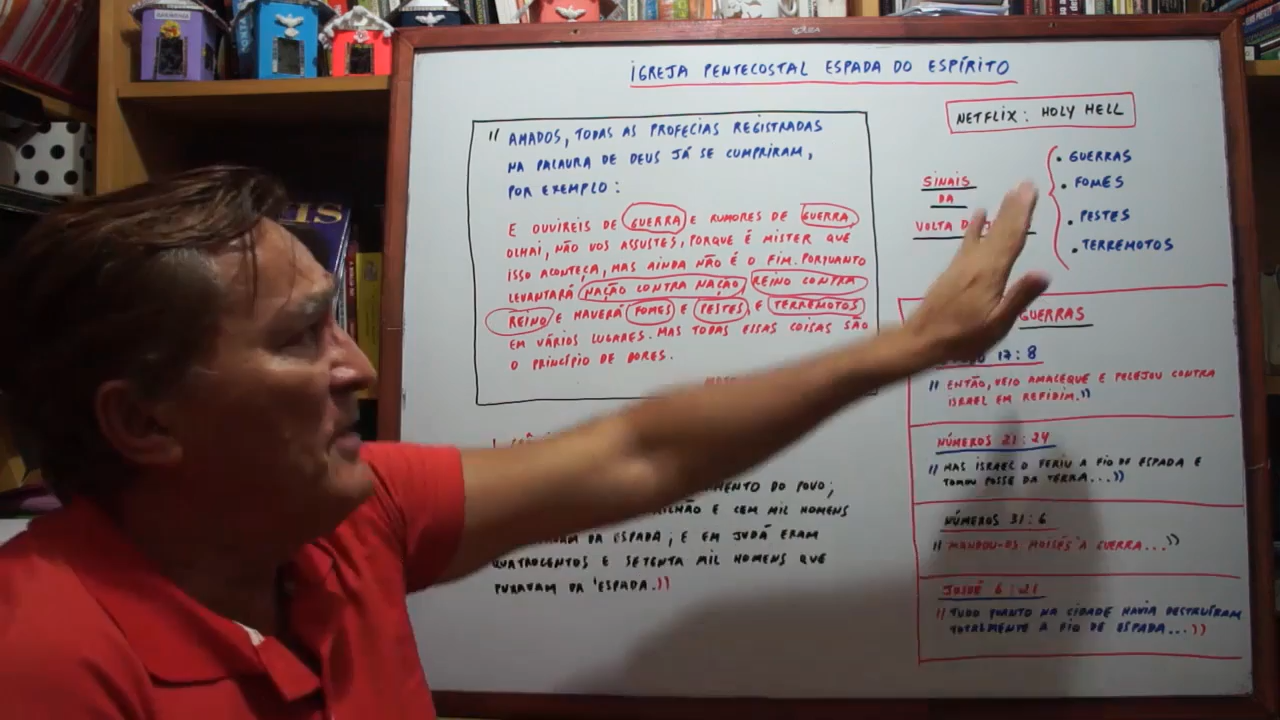 IGREJA PENTECOSTAL ESPADA DO ESPÍRITO
NETFLIX: HOLY HELL
" AMADOS, TODAS AS PROFECIAS REGISTRADAS
NA PALAVRA DE DEUS JÁ SE CUMPRIRAM,
POR EXEMPLO:
E OUVIREIS DE GUERRA E RUMORES DE GUERRA
OLHAI, NÃO VOS ASSUSTES, PORQUE É MISTER QUE
ISSO ACONTEÇA, MAS AINDA NÃO É O FIM. PORQUANTO
LEVANTARÁ NAÇÃO CONTRA NAÇÃO, REINO CONTRA
REINO E HAVERÁ FOMES E PESTES, E TERREMOTOS
EM VÁRIOS LUGARES. MAS TODAS ESSAS COISAS SÃO
O PRINCÍPIO DE DORES.
MENTO DO POVO;
E CEM MIL HOMENS
DA ESPADA; E EM JUDÁ ERAM
QUATROCENTOS E SETENTA MIL HOMENS QUE
PUXAVAM DA ESPADA."
SINAIS
DA
VOLTA
• GUERRAS
• FOMES
• PESTES
• TERREMOTOS
GUERRAS
17:8
" ENTÃO, VEIO AMALEQUE E PELEJOU CONTRA
ISRAEL EM REFIDIM."
NÚMEROS 21:24
" MAS ISRAEL O FERIU A FIO DE ESPADA E
TOMOU POSSE DA TERRA..."
NÚMEROS 31:6
" MANDOU-OS MOISÉS À GUERRA..."
JOSUÉ 6:21
" TUDO QUANTO NA CIDADE HAVIA DESTRUÍRAM
TOTALMENTE A FIO DE ESPADA..."